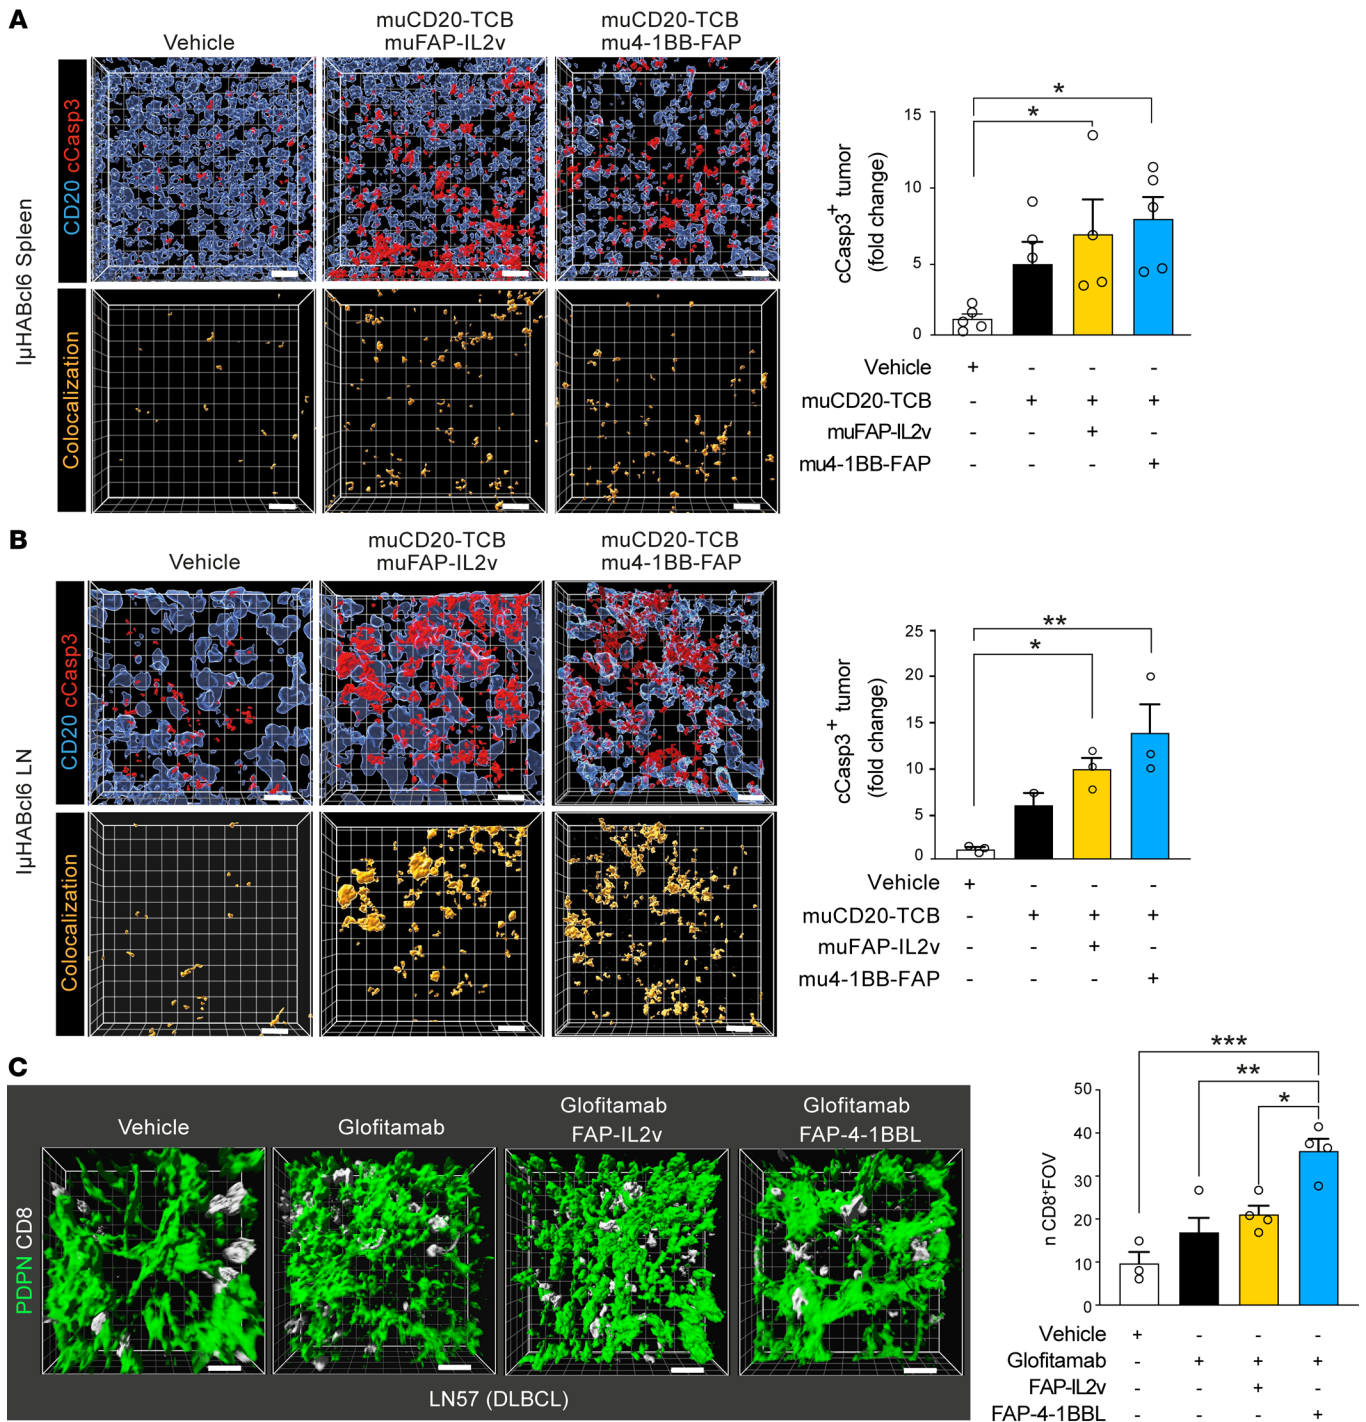 A
Vehicle
muCD20-TCB
muFAP-IL2v
muCD20-TCB
mu4-1BB-FAP
IµHABcl6 Spleen
CD20 cCasp3
Colocalization
cCasp3+ tumor
(fold change)
15
10
5
0
*
*
Vehicle + - - -
muCD20-TCB - + + +
muFAP-IL2v - - + -
mu4-1BB-FAP - - - +
B
Vehicle
muCD20-TCB
muFAP-IL2v
muCD20-TCB
mu4-1BB-FAP
IµHABcl6 LN
CD20 cCasp3
Colocalization
cCasp3+ tumor
(fold change)
25
20
15
10
5
0
**
*
Vehicle + - - -
muCD20-TCB - + + +
muFAP-IL2v - - + -
mu4-1BB-FAP - - - +
C
Vehicle
Glofitamab
Glofitamab
FAP-IL2v
Glofitamab
FAP-4-1BBL
PDPN CD8
LN57 (DLBCL)
n CD8+FOV
50
40
30
20
10
0
***
**
*
Vehicle + - - -
Glofitamab - + + +
FAP-IL2v - - + -
FAP-4-1BBL - - - +